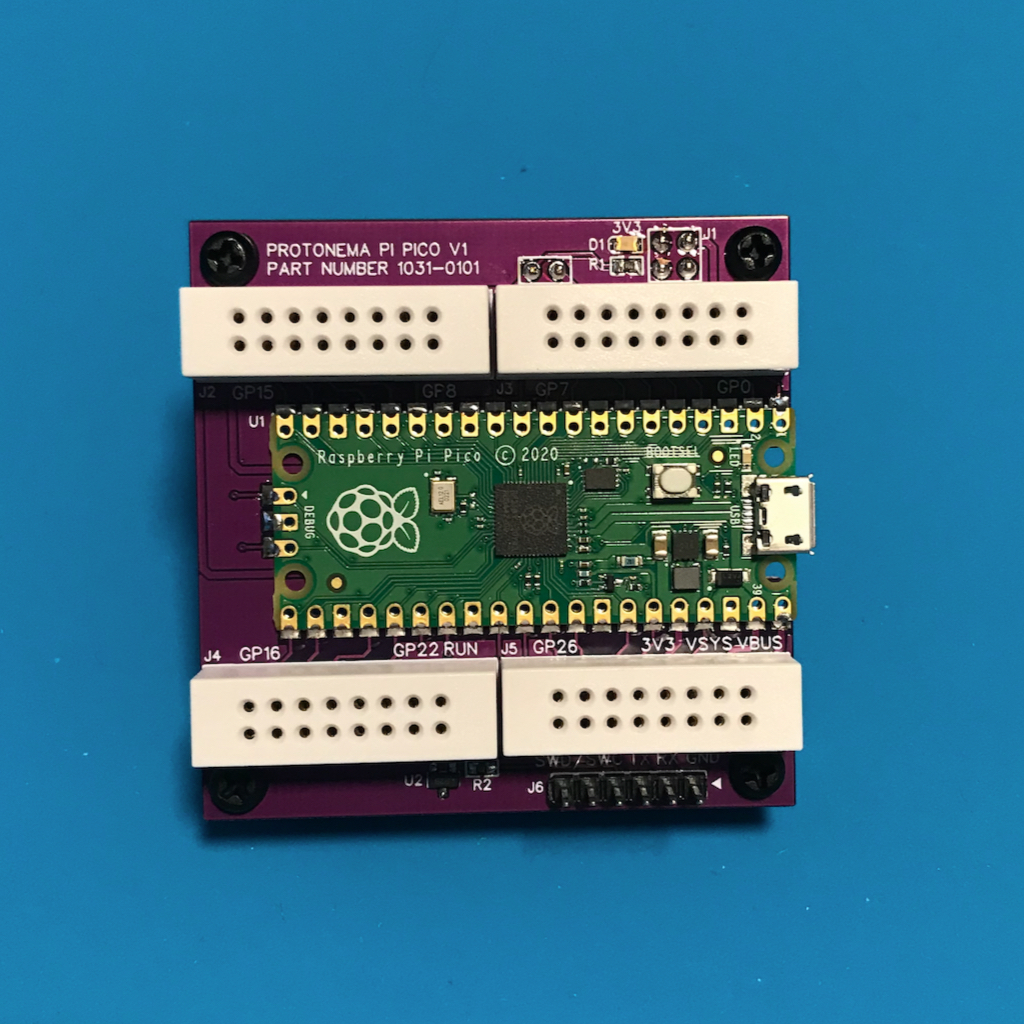 PROTONEMA PI PICO V1
PART NUMBER 1031-0101
3V3
D1
R1
J1
J2 GP15 GP8 J3 GP7 GP0
U1
Raspberry Pi Pico © 2020
BOOTSEL
LED
2
DEBUG
USB
39
J4 GP16 GP22 RUN J5 GP26 3V3 VSYS VBUS
U2
R2
J6
SWD SWC TX RX GND